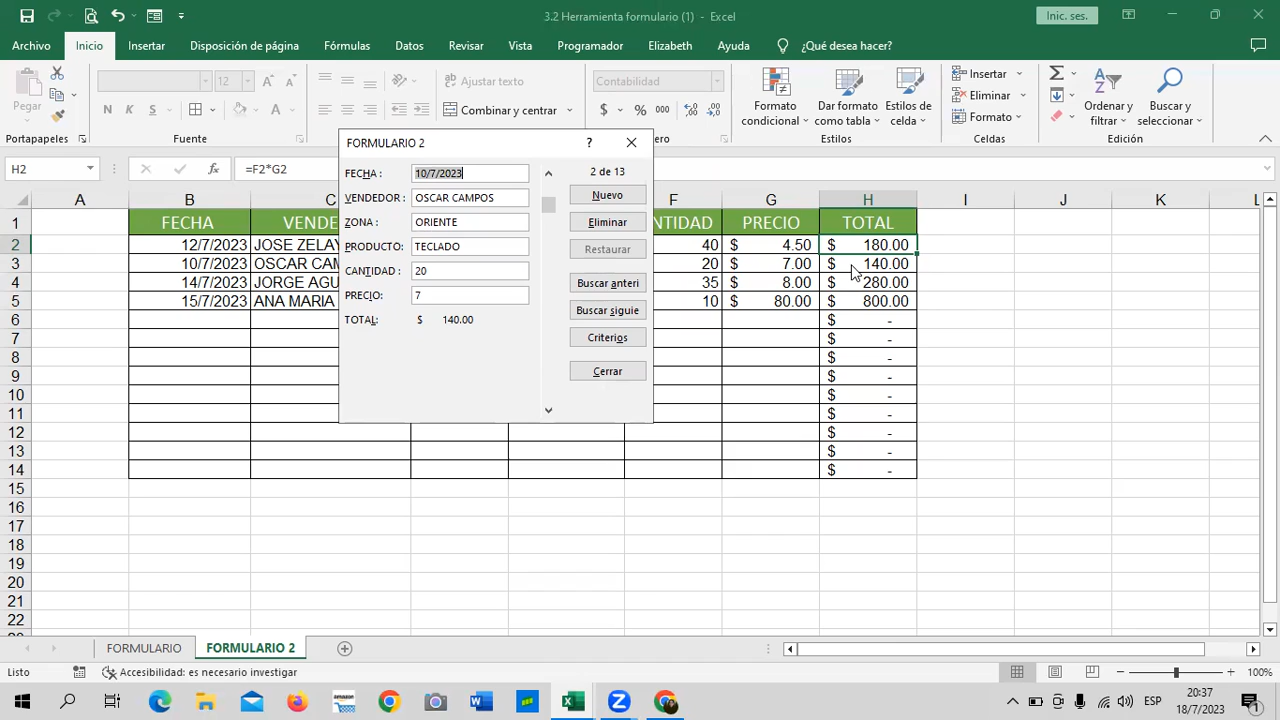 3.2 Herramienta formulario (1) - Excel
Inic. ses.
Archivo Inicio Insertar Disposición de página Fórmulas Datos Revisar Vista Programador Elizabeth Ayuda ¿Qué desea hacer?
Pegar
12
Ajustar texto
Contabilidad
N K S
Combinar y centrar
$ % 000
Formato condicional
Dar formato como tabla
Estilos de celda
Insertar
Eliminar
Formato
Ordenar y filtrar
Buscar y seleccionar
Portapapeles
Fuente
Estilos
Celdas
Edición
H2
=F2*G2
A B C F G H I J K L
1 FECHA VENDE NTIDAD PRECIO TOTAL
2 12/7/2023 JOSE ZELAY 40 $ 4.50 $ 180.00
3 10/7/2023 OSCAR CAM 20 $ 7.00 $ 140.00
4 14/7/2023 JORGE AGU 35 $ 8.00 $ 280.00
5 15/7/2023 ANA MARIA 10 $ 80.00 $ 800.00
6 $ -
7 $ -
8 $ -
9 $ -
10 $ -
11 $ -
12 $ -
13 $ -
14 $ -
15
16
17
18
19
20
21
22
FORMULARIO 2
?
FECHA : 10/7/2023
VENDEDOR : OSCAR CAMPOS
ZONA : ORIENTE
PRODUCTO: TECLADO
CANTIDAD : 20
PRECIO: 7
TOTAL: $ 140.00
2 de 13
Nuevo
Eliminar
Restaurar
Buscar anteri
Buscar siguie
Criterios
Cerrar
FORMULARIO
FORMULARIO 2
Listo
Accesibilidad: es necesario investigar
100%
ESP
20:37
18/7/2023